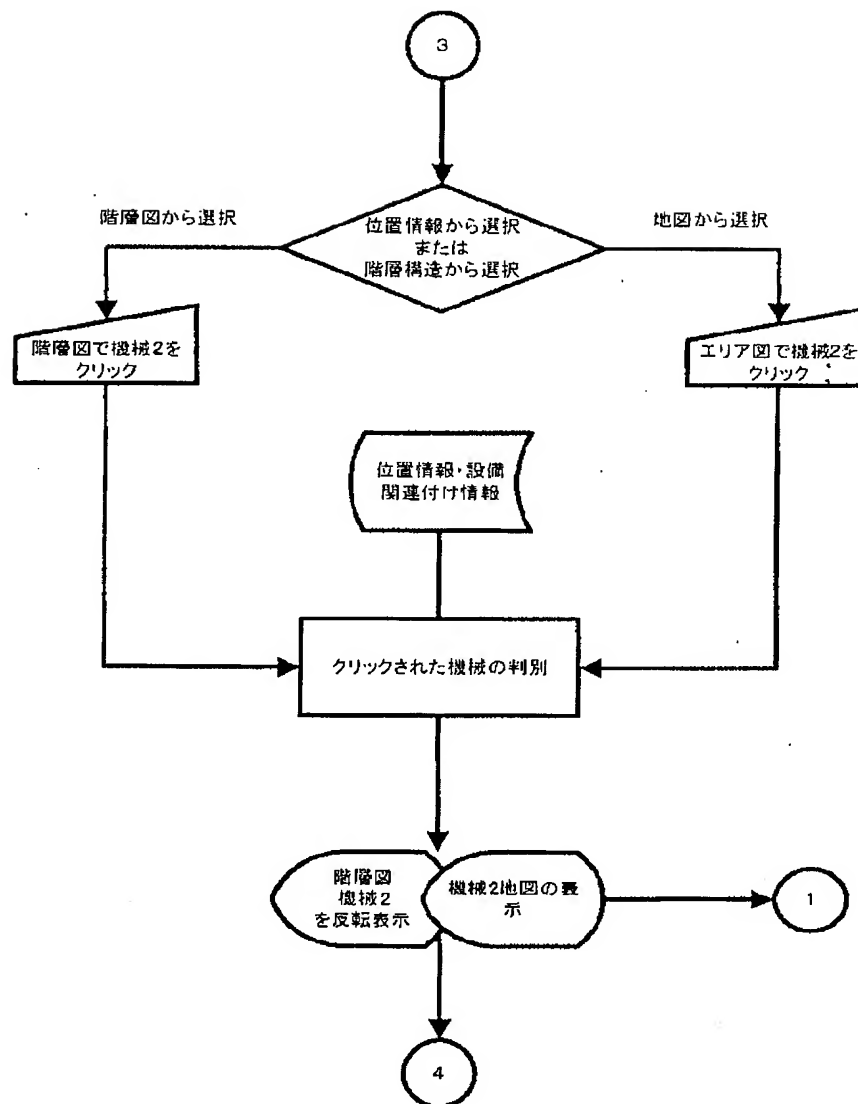 3
階層図から選択
位置情報から選択
または
階層構造から選択
地図から選択
階層図で機械2を
クリック
エリア図で機械2を
クリック
位置情報・設備
関連付け情報
クリックされた機械の判別
階層図
機械2
を反転表示
機械2地図の表
示
1
4